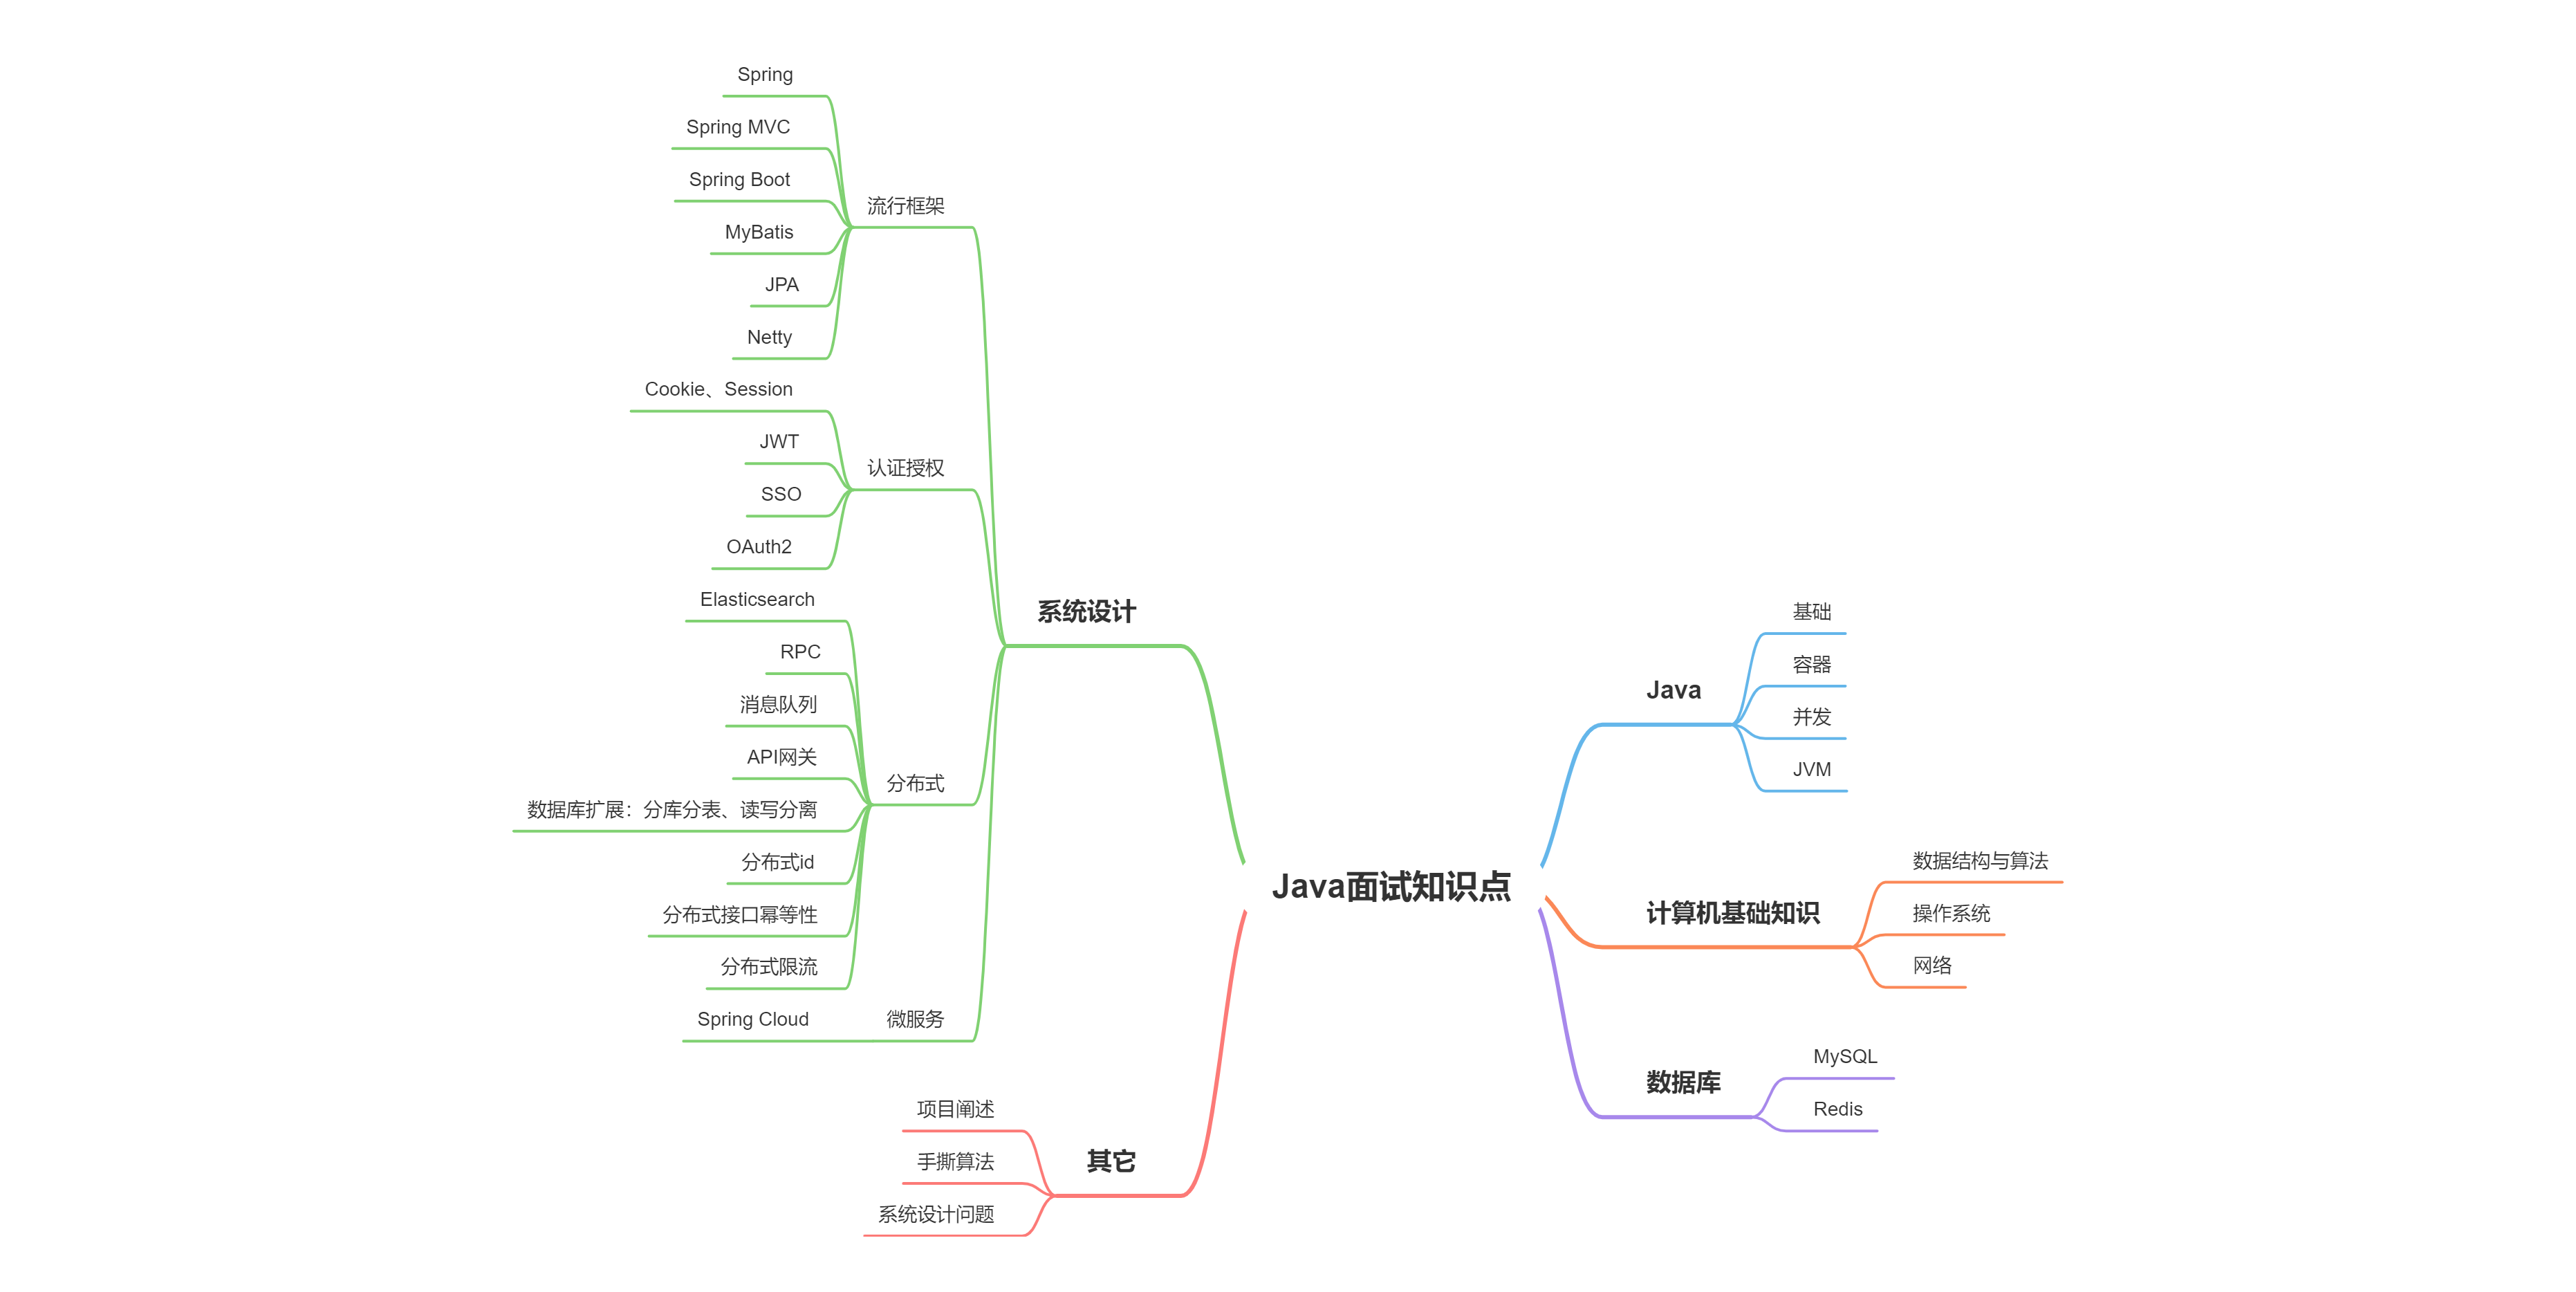 Java面试知识点
Java
基础
容器
并发
JVM
计算机基础知识
数据结构与算法
操作系统
网络
数据库
MySQL
Redis
系统设计
流行框架
Spring
Spring MVC
Spring Boot
MyBatis
JPA
Netty
认证授权
Cookie、Session
JWT
SSO
OAuth2
分布式
Elasticsearch
RPC
消息队列
API网关
数据库扩展：分库分表、读写分离
分布式id
分布式接口幂等性
分布式限流
微服务
Spring Cloud
其它
项目阐述
手撕算法
系统设计问题